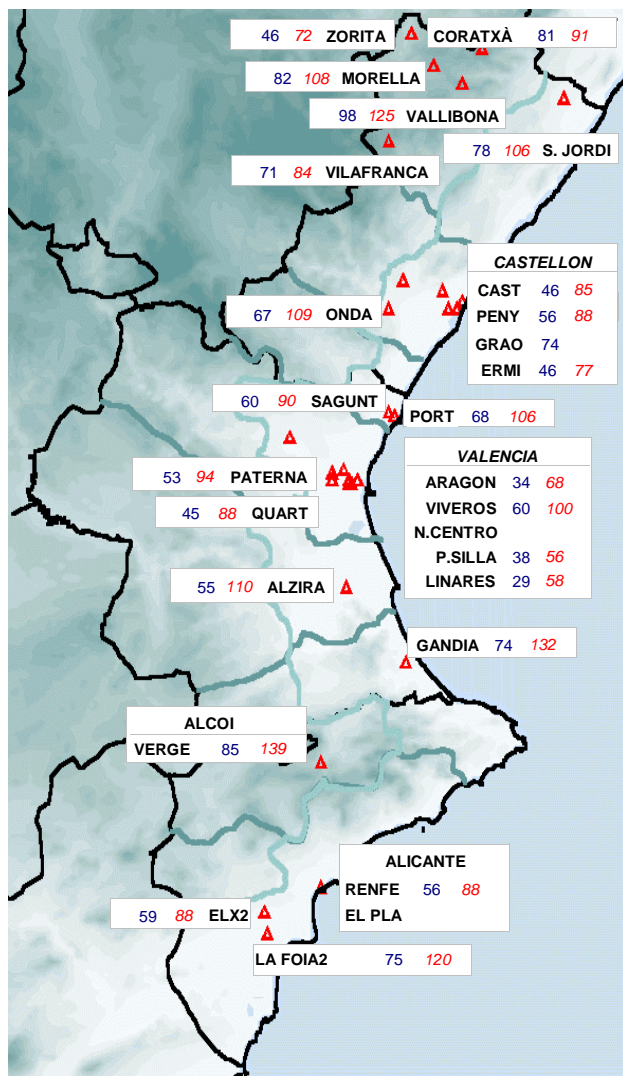 46 72 ZORITA
CORATXÀ 81 91
82 108 MORELLA
98 125 VALLIBONA
78 106 S. JORDI
71 84 VILAFRANCA
CASTELLON
CAST 46 85
PENY 56 88
GRAO 74
ERMI 46 77
67 109 ONDA
60 90 SAGUNT
PORT 68 106
VALENCIA
ARAGON 34 68
VIVEROS 60 100
N.CENTRO
P.SILLA 38 56
LINARES 29 58
53 94 PATERNA
45 88 QUART
55 110 ALZIRA
GANDIA 74 132
ALCOI
VERGE 85 139
ALICANTE
RENFE 56 88
EL PLA
59 88 ELX2
LA FOIA2 75 120